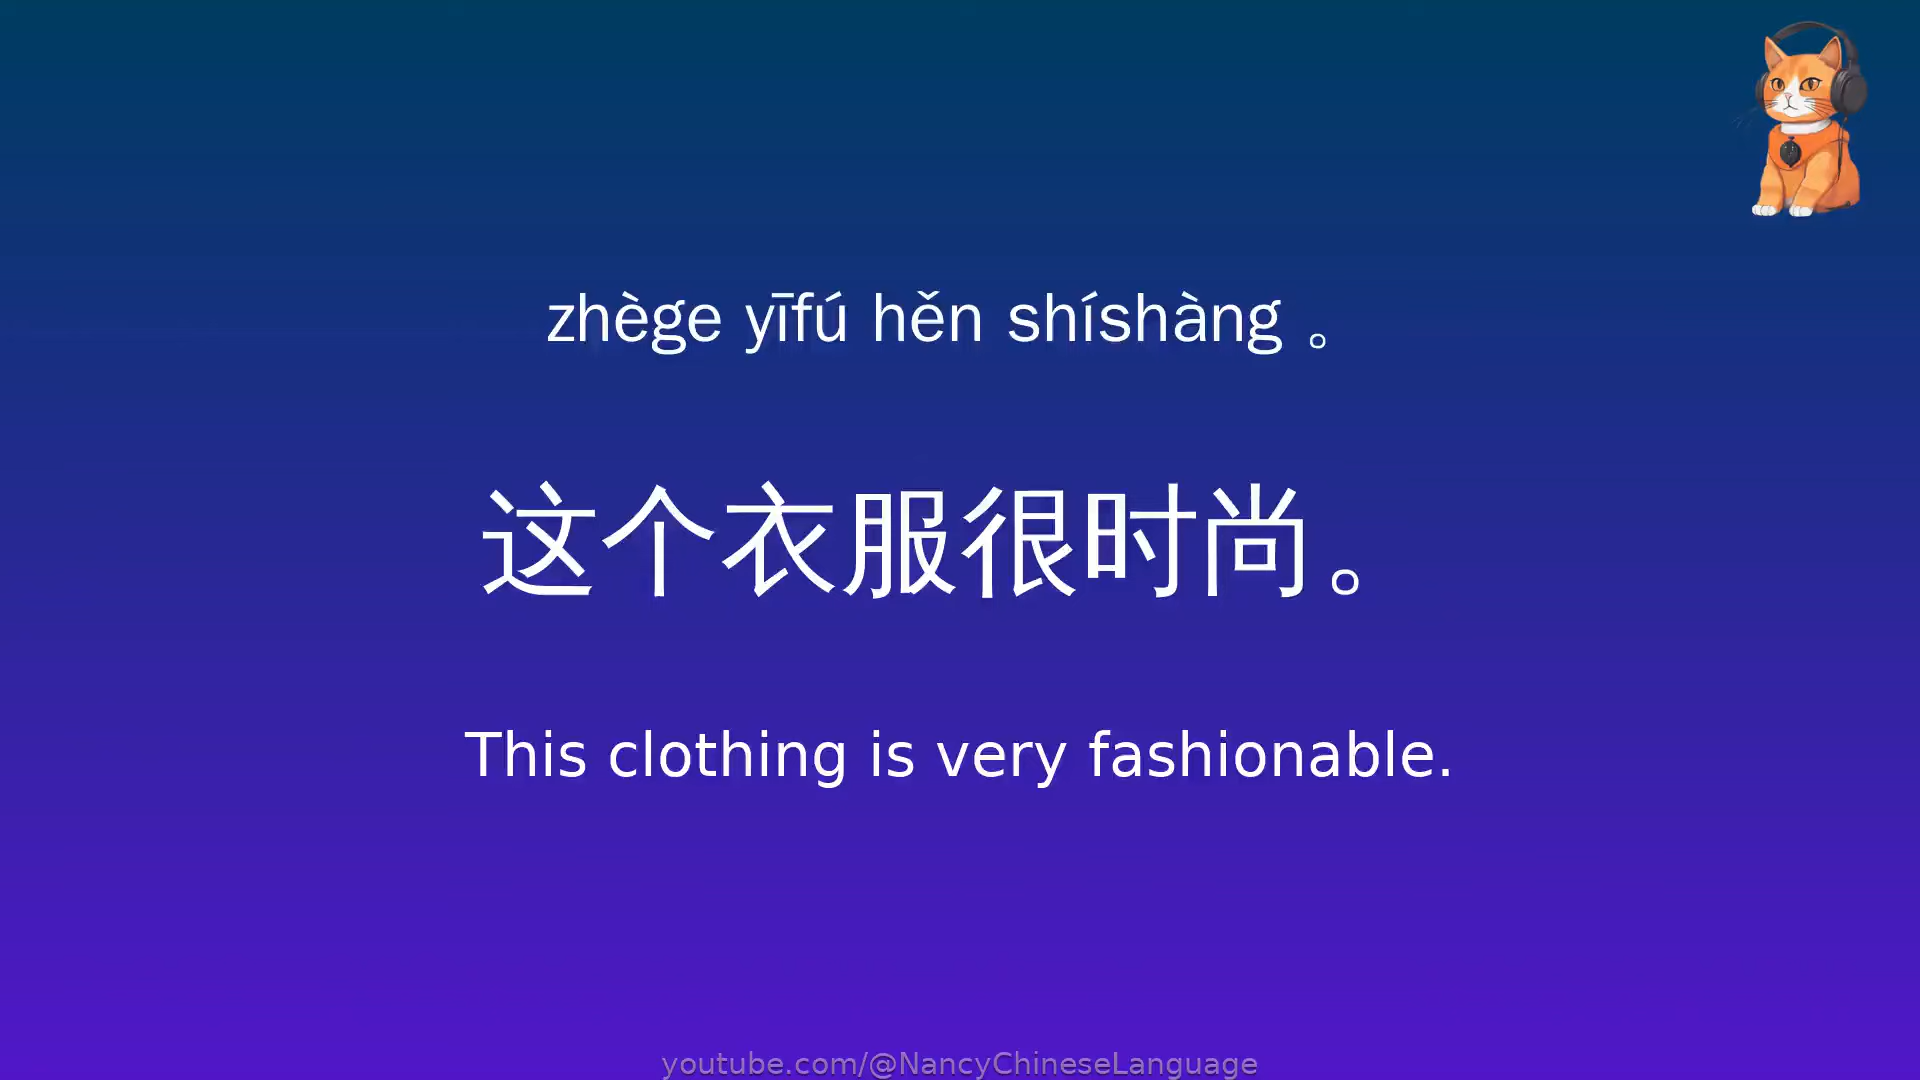 zhège yīfú hěn shíshàng 。
这个衣服很时尚。
This clothing is very fashionable.
youtube.com/@NancyChineseLanguage